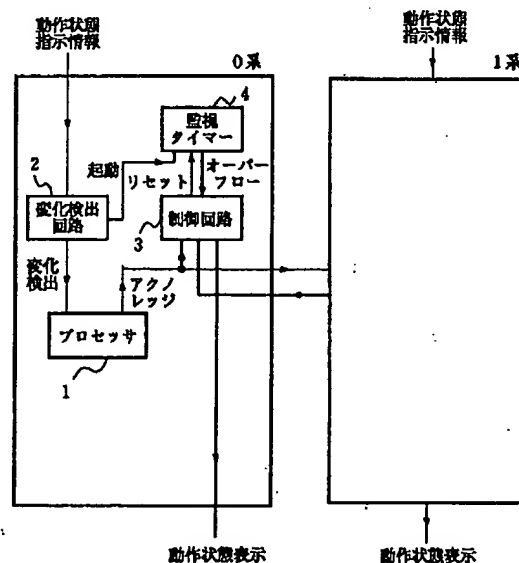 動作状態
指示情報
動作状態
指示情報
0系
1系
4
監視
タイマー
起動
リセット
オーバー
フロー
2
変化検出
回路
制御回路
3
変化
検出
アクノ
レッジ
プロセッサ
1
動作状態表示
動作状態表示